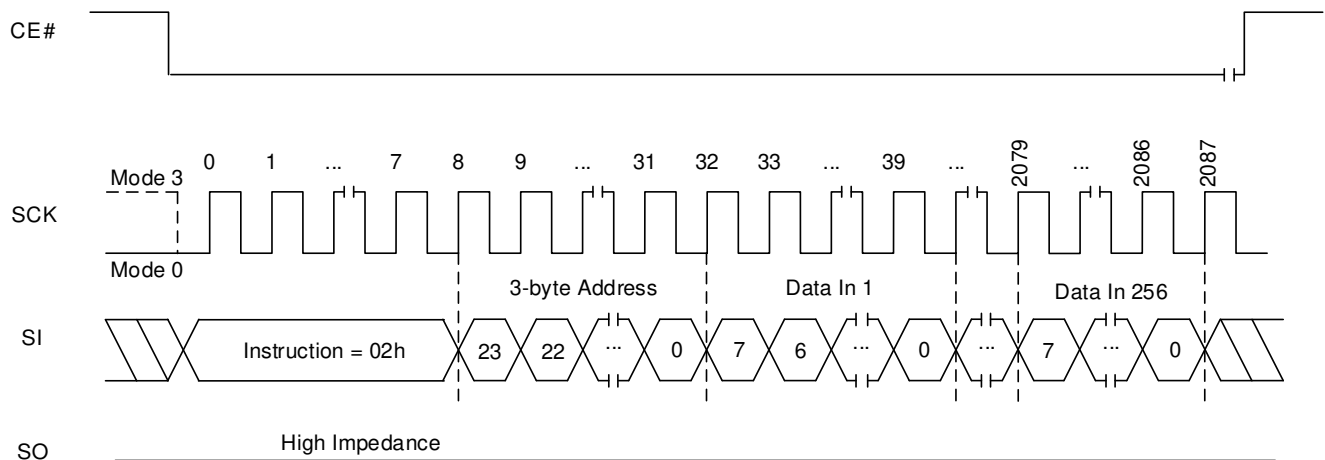 CE#
0 1 ... 7 8 9 ... 31 32 33 ... 39 ... 2079 ... 2086 2087
Mode 3
SCK
Mode 0
3-byte Address Data In 1 Data In 256
SI Instruction = 02h 23 22 ... 0 7 6 ... 0 ... 7 ... 0
High Impedance
SO